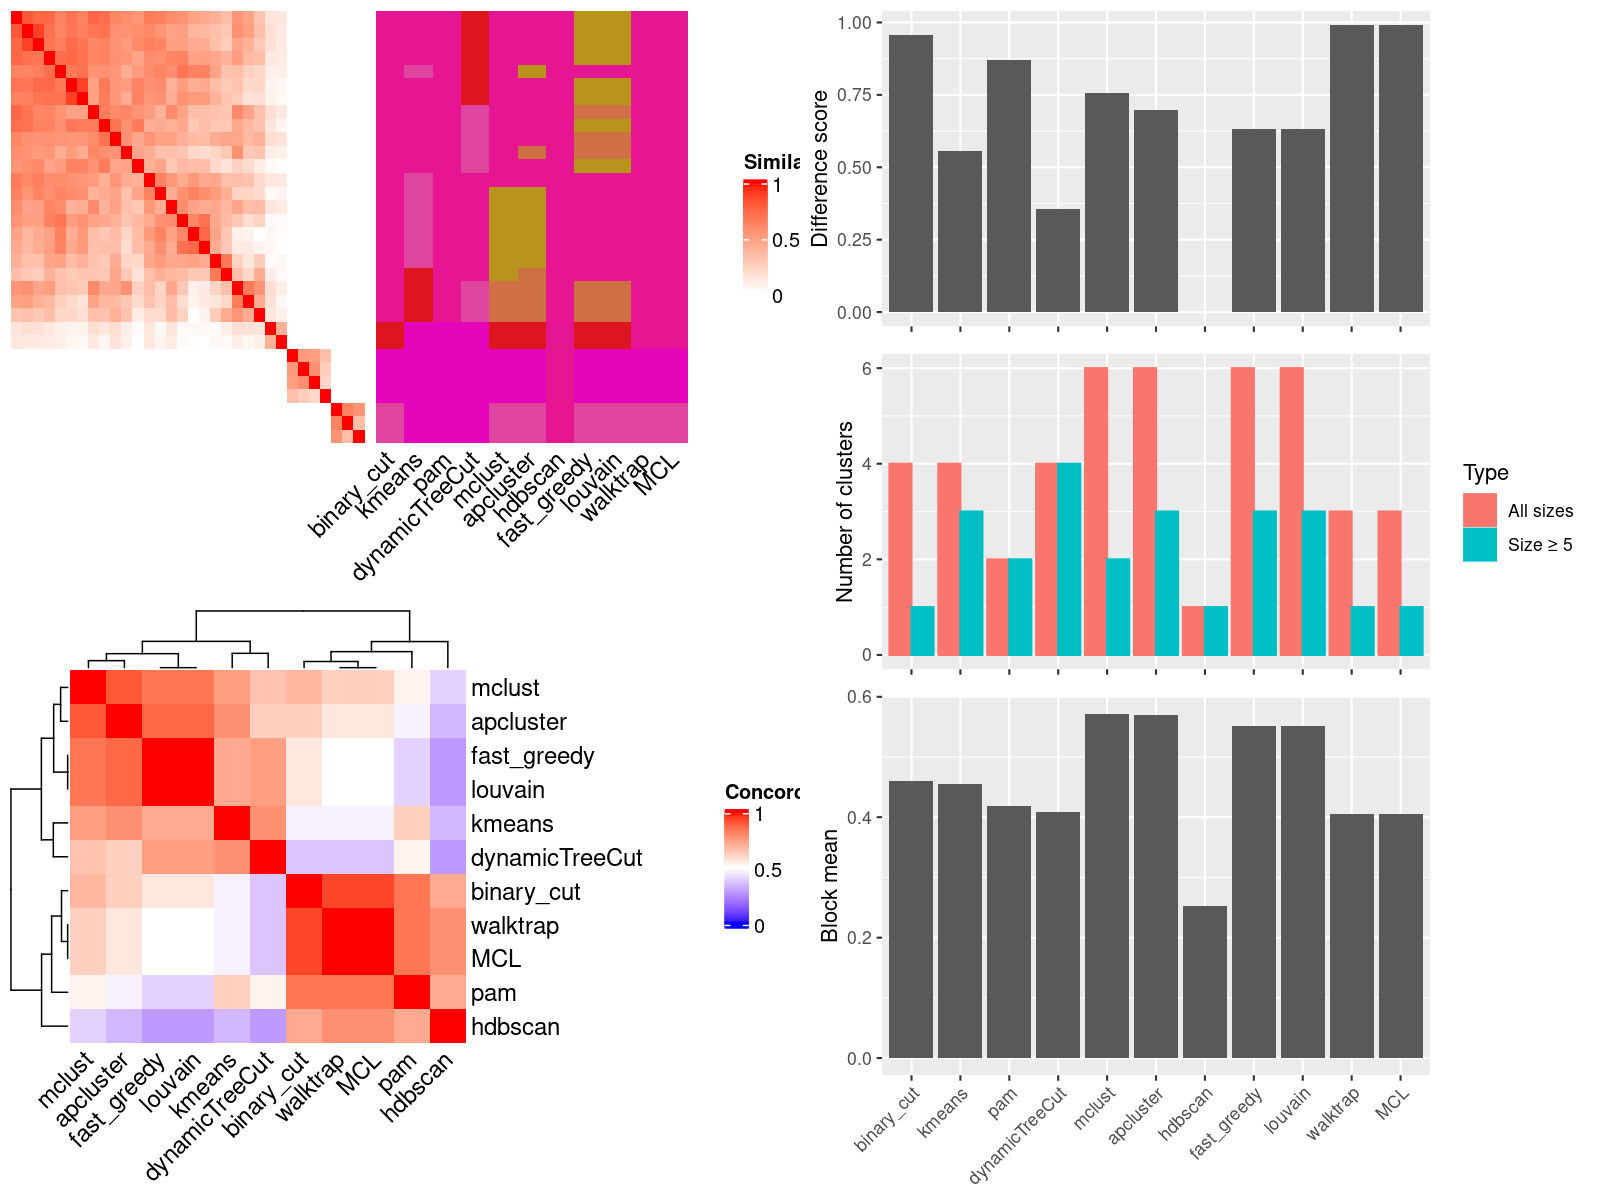 Simila
1
0.5
0
binary_cut
kmeans
pam
dynamicTreeCut
mclust
apcluster
hdbscan
fast_greedy
louvain
walktrap
MCL
Difference score
1.00
0.75
0.50
0.25
0.00
Number of clusters
6
4
2
0
Type
All sizes
Size ≥ 5
mclust
apcluster
fast_greedy
louvain
kmeans
dynamicTreeCut
binary_cut
walktrap
MCL
pam
hdbscan
mclust
apcluster
fast_greedy
louvain
kmeans
dynamicTreeCut
binary_cut
walktrap
MCL
pam
hdbscan
Concord
1
0.5
0
Block mean
0.6
0.4
0.2
0.0
binary_cut
kmeans
pam
dynamicTreeCut
mclust
apcluster
hdbscan
fast_greedy
louvain
walktrap
MCL